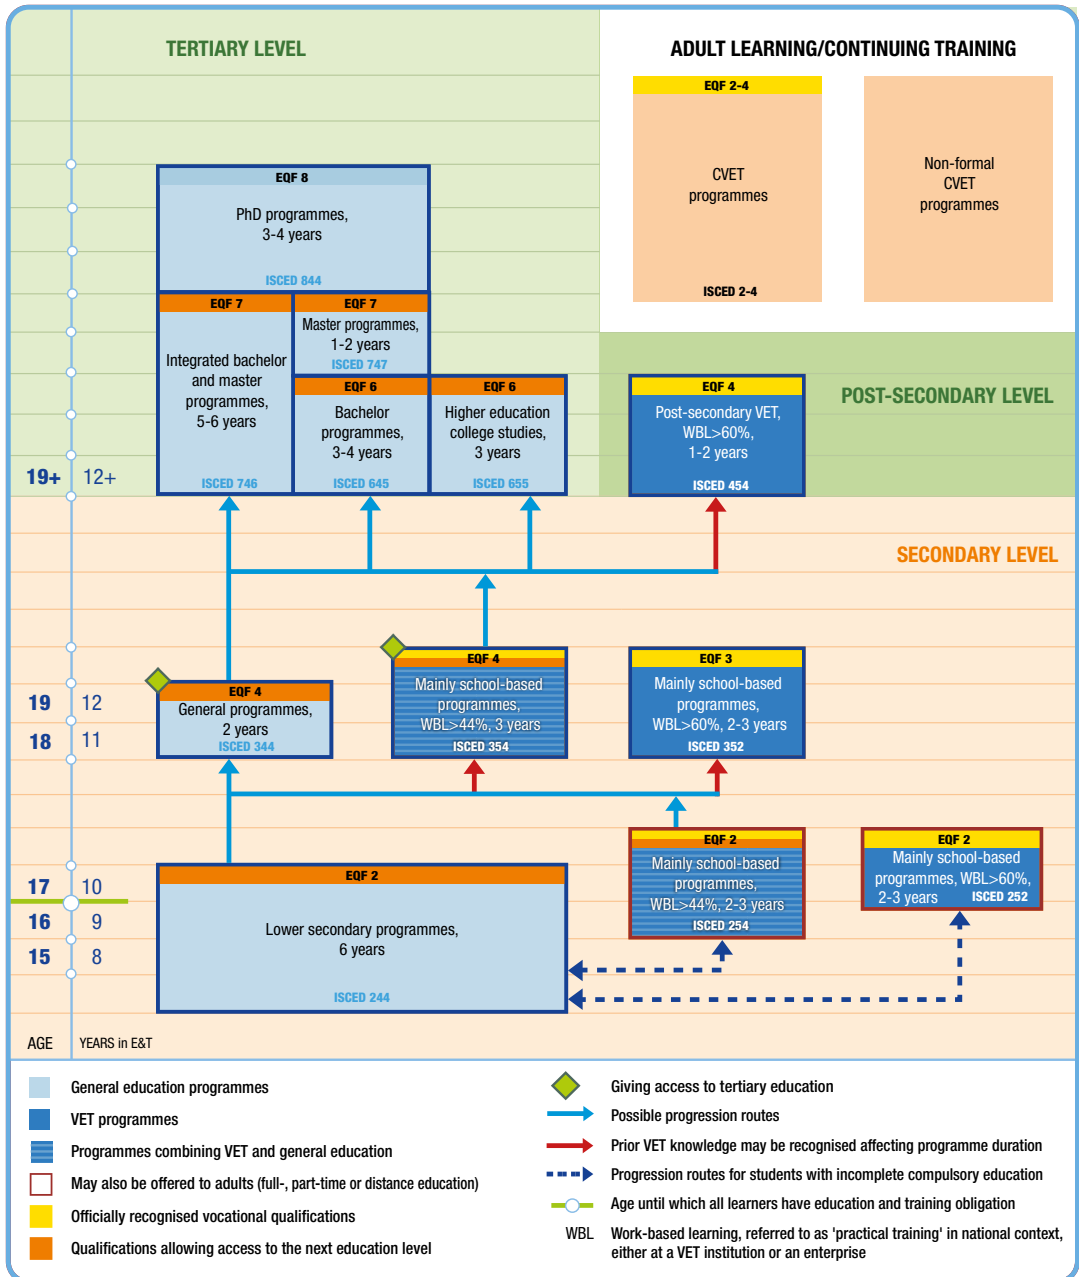 TERTIARY LEVEL
ADULT LEARNING/CONTINUING TRAINING
EQF 2-4
CVET
programmes
ISCED 2-4
Non-formal
CVET
programmes
EQF 8
PhD programmes,
3-4 years
ISCED 844
EQF 7
Integrated bachelor
and master
programmes,
5-6 years
ISCED 746
EQF 7
Master programmes,
1-2 years
ISCED 747
EQF 6
Bachelor
programmes,
3-4 years
ISCED 645
EQF 6
Higher education
college studies,
3 years
ISCED 655
EQF 4
Post-secondary VET,
WBL>60%,
1-2 years
ISCED 454
POST-SECONDARY LEVEL
19+ 12+
SECONDARY LEVEL
EQF 4
General programmes,
2 years
ISCED 344
EQF 4
Mainly school-based
programmes,
WBL>44%, 3 years
ISCED 354
EQF 3
Mainly school-based
programmes,
WBL>60%, 2-3 years
ISCED 352
19 12
18 11
EQF 2
Lower secondary programmes,
6 years
ISCED 244
EQF 2
Mainly school-based
programmes,
WBL>44%, 2-3 years
ISCED 254
EQF 2
Mainly school-based
programmes, WBL>60%,
2-3 years ISCED 252
17 10
16 9
15 8
AGE YEARS in E&T
General education programmes
VET programmes
Programmes combining VET and general education
May also be offered to adults (full-, part-time or distance education)
Officially recognised vocational qualifications
Qualifications allowing access to the next education level
Giving access to tertiary education
Possible progression routes
Prior VET knowledge may be recognised affecting programme duration
Progression routes for students with incomplete compulsory education
Age until which all learners have education and training obligation
WBL Work-based learning, referred to as 'practical training' in national context,
either at a VET institution or an enterprise